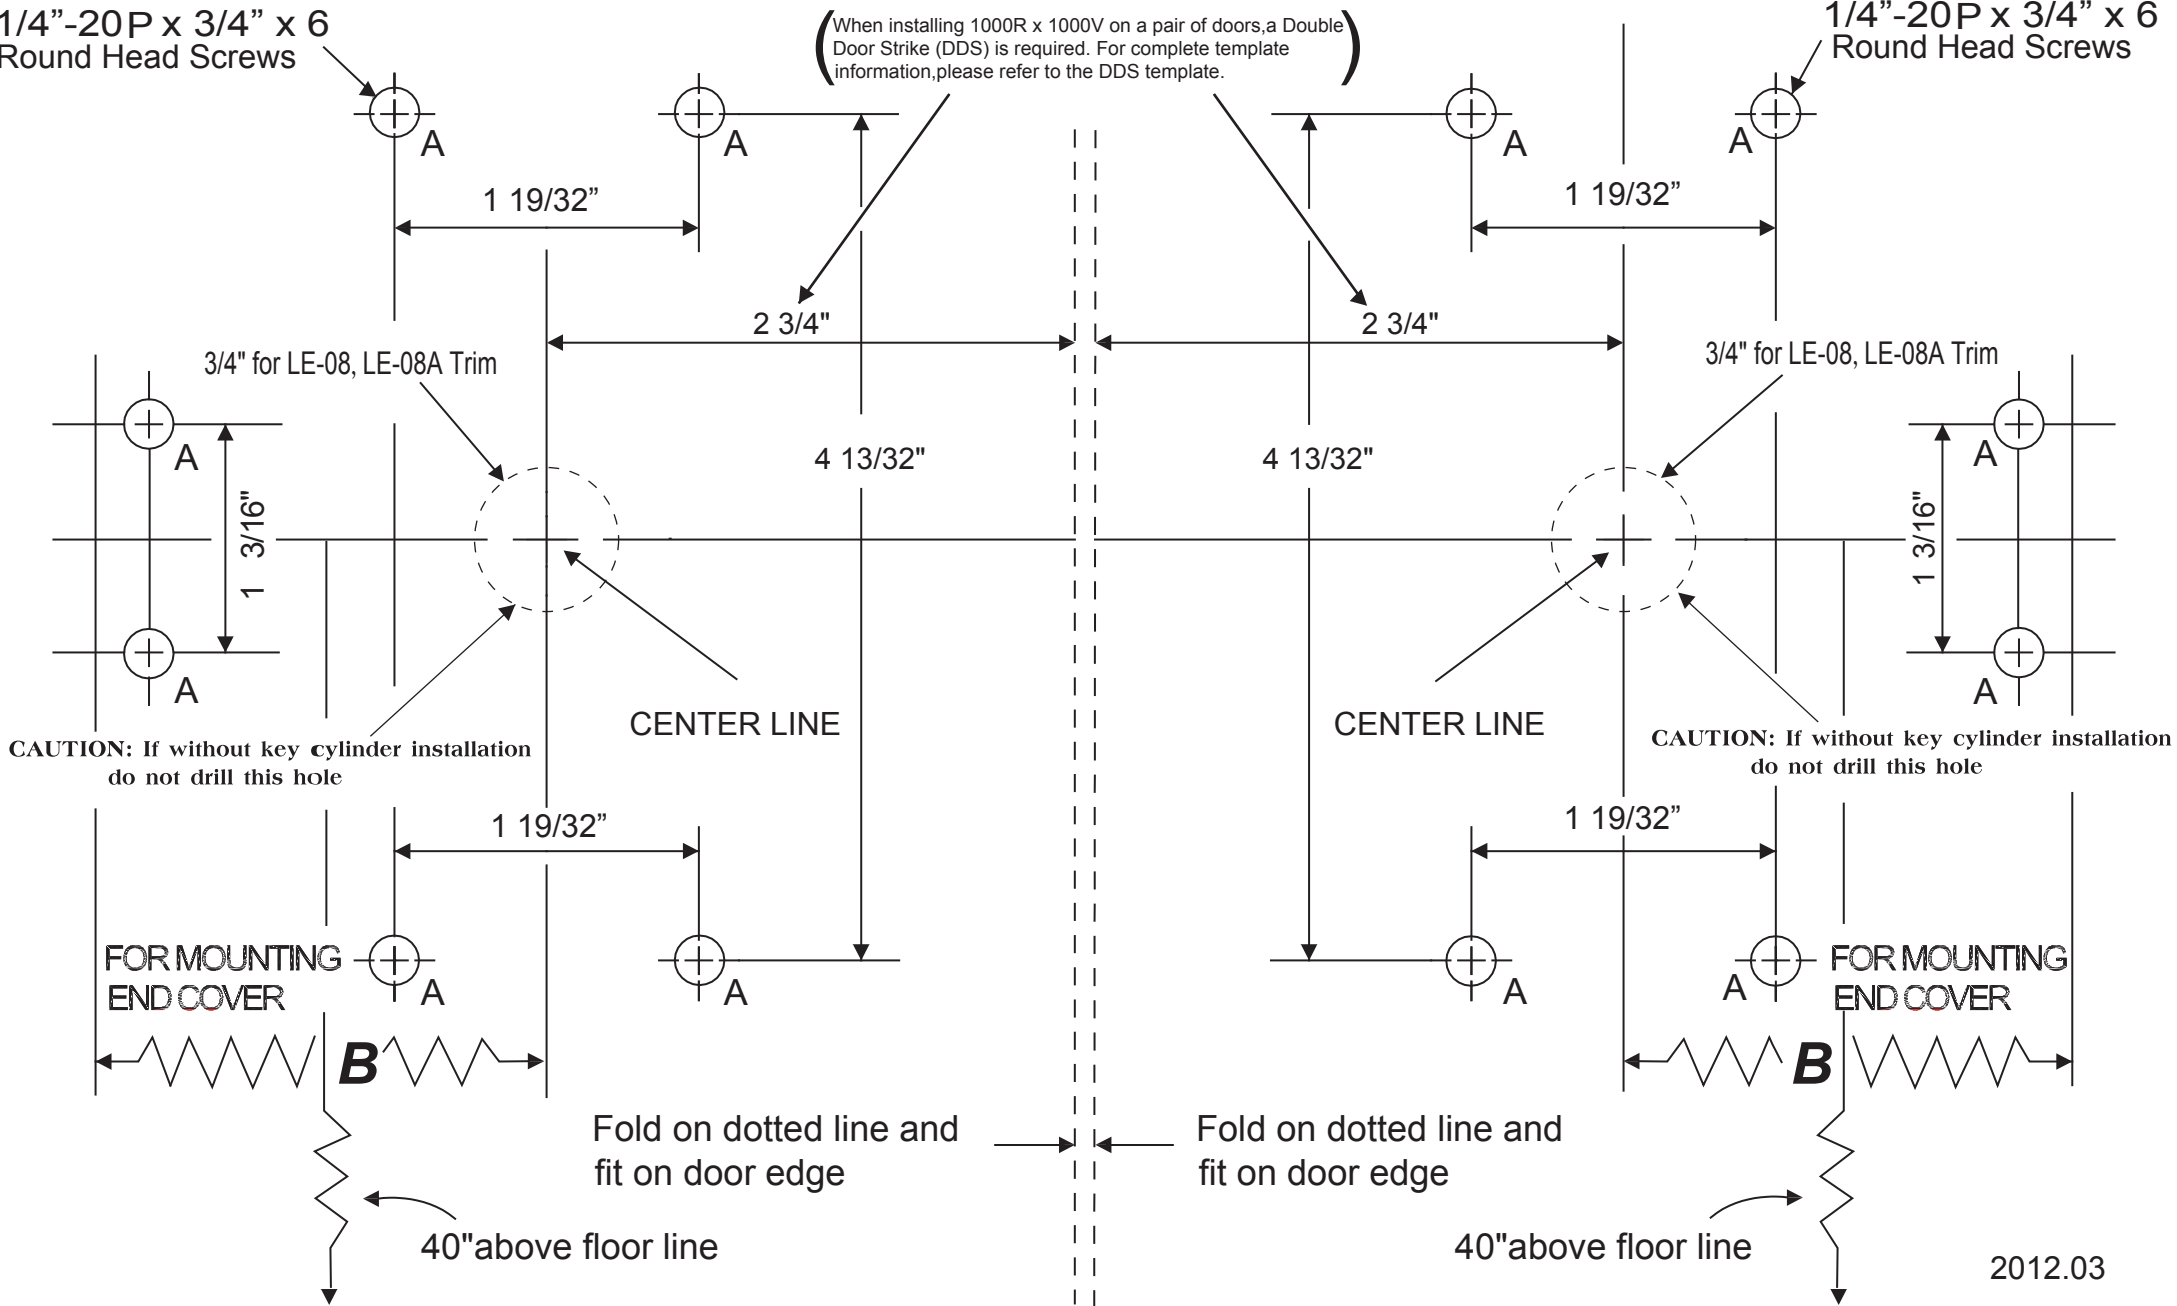 1/4”-20P x 3/4” x 6
Round Head Screws
When installing 1000R x 1000V on a pair of doors,a Double
Door Strike (DDS) is required. For complete template
information,please refer to the DDS template.
1/4”-20P x 3/4” x 6
Round Head Screws
A
A
A
A
1 19/32”
1 19/32”
2 3/4"
2 3/4"
3/4" for LE-08, LE-08A Trim
3/4" for LE-08, LE-08A Trim
A
4 13/32"
4 13/32"
A
1 3/16"
1 3/16"
A
A
CENTER LINE
CENTER LINE
CAUTION: If without key cylinder installation
do not drill this hole
CAUTION: If without key cylinder installation
do not drill this hole
1 19/32”
1 19/32”
FOR MOUNTING
END COVER
A
A
A
A
FOR MOUNTING
END COVER
B
B
Fold on dotted line and
fit on door edge
Fold on dotted line and
fit on door edge
40"above floor line
40"above floor line
2012.03